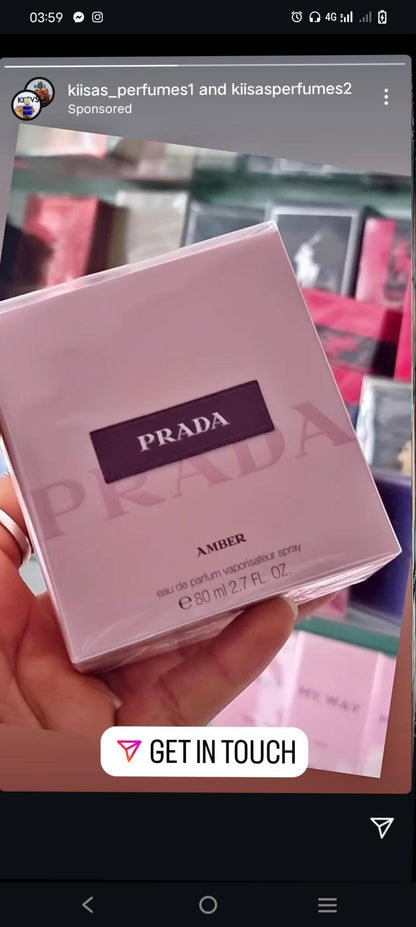 03:59
4G
kiisas_perfumes1 and kiisasperfumes2
Sponsored
PRADA
PRADA
AMBER
eau de parfum vaporisateur spray
℮ 80 ml 2.7 FL. OZ.
MY WAY
GET IN TOUCH